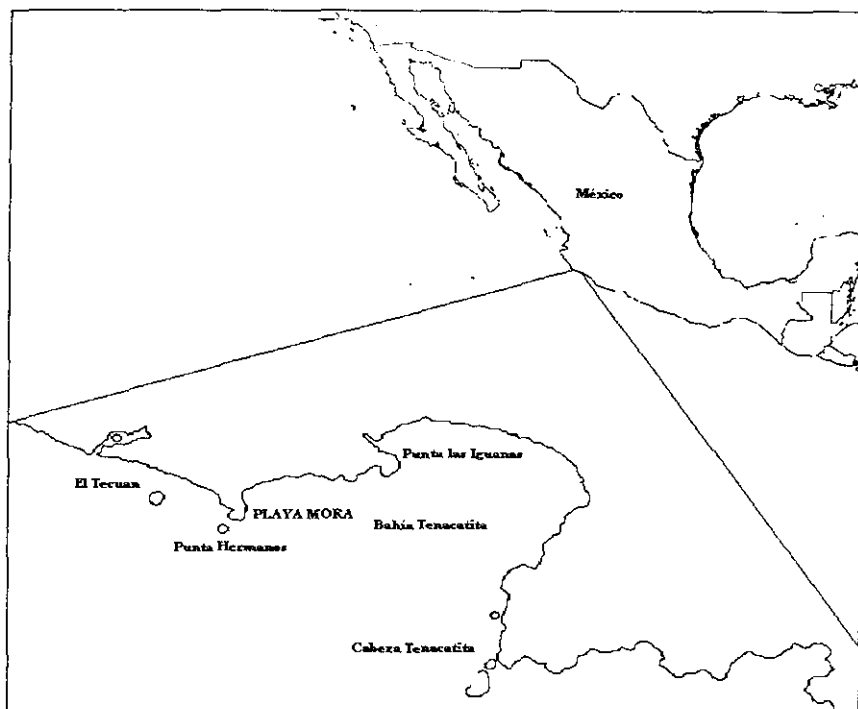 México
Punta las Iguanas
El Tecuan
PLAYA MORA
Bahía Tenacatita
Punta Hermanos
Cabeza Tenacatita